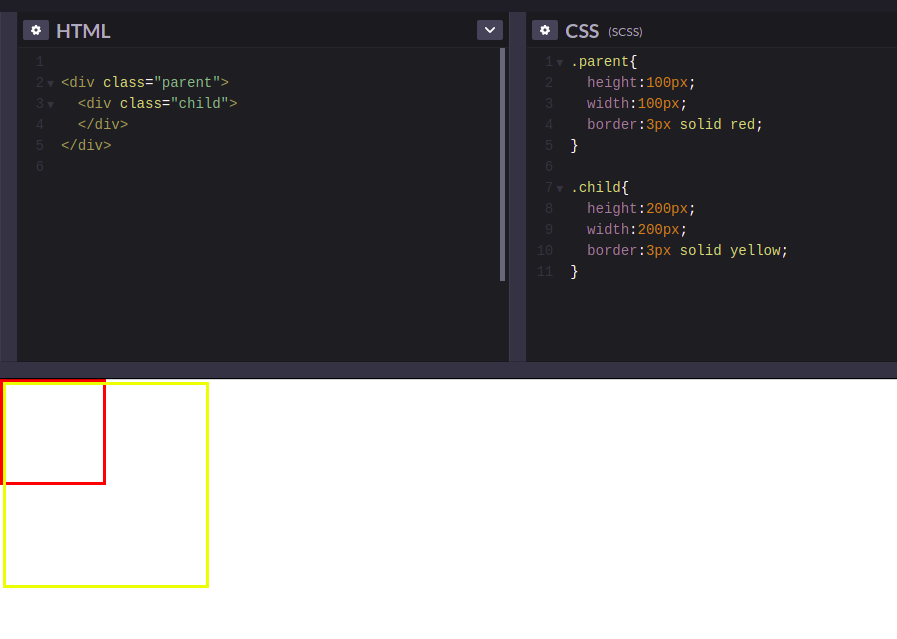 HTML
1
2 <div class="parent">
3 <div class="child">
4 </div>
5 </div>
6
CSS (SCSS)
1 .parent{
2 height:100px;
3 width:100px;
4 border:3px solid red;
5 }
6
7 .child{
8 height:200px;
9 width:200px;
10 border:3px solid yellow;
11 }